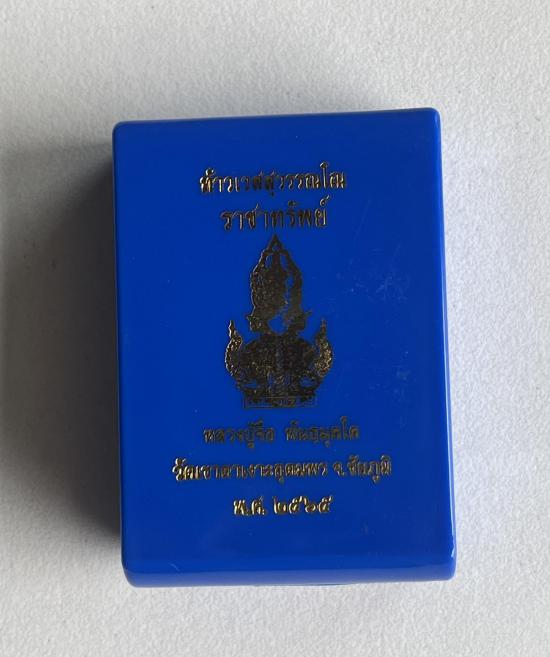 ท้าวเวสสุวรรณโณ
ราชาทรัพย์
หลวงปู่จื่อ พันธมุตโต
วัดเขาตาเงาะอุดมพร จ.ชัยภูมิ
พ.ศ. ๒๕๖๕